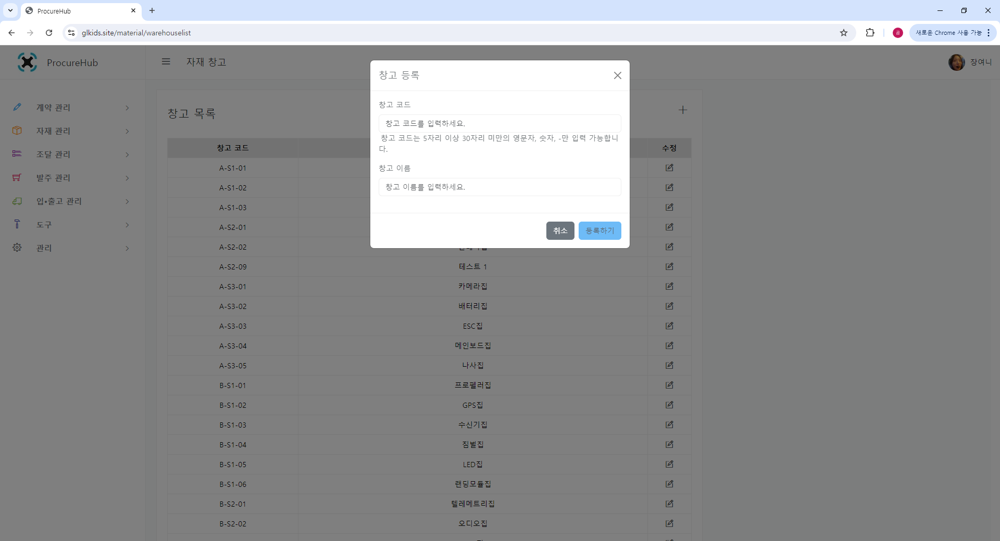 ProcureHub
glkids.site/material/warehouselist
새로운 Chrome 사용 가능
ProcureHub
자재 창고
장여니
계약 관리
자재 관리
조달 관리
발주 관리
입•출고 관리
도구
관리
창고 목록
창고 등록
창고 코드
창고 코드를 입력하세요.
창고 코드는 5자리 이상 30자리 미만의 영문자, 숫자, -만 입력 가능합니
다.
창고 이름
창고 이름를 입력하세요.
취소 등록하기
창고 코드 수정
A-S1-01
A-S1-02
A-S1-03
A-S2-01
A-S2-02
A-S2-09 테스트 1
A-S3-01 카메라집
A-S3-02 배터리집
A-S3-03 ESC집
A-S3-04 메인보드집
A-S3-05 나사집
B-S1-01 프로펠러집
B-S1-02 GPS집
B-S1-03 수신기집
B-S1-04 짐벌집
B-S1-05 LED집
B-S1-06 랜딩모듈집
B-S2-01 텔레메트리집
B-S2-02 오디오집